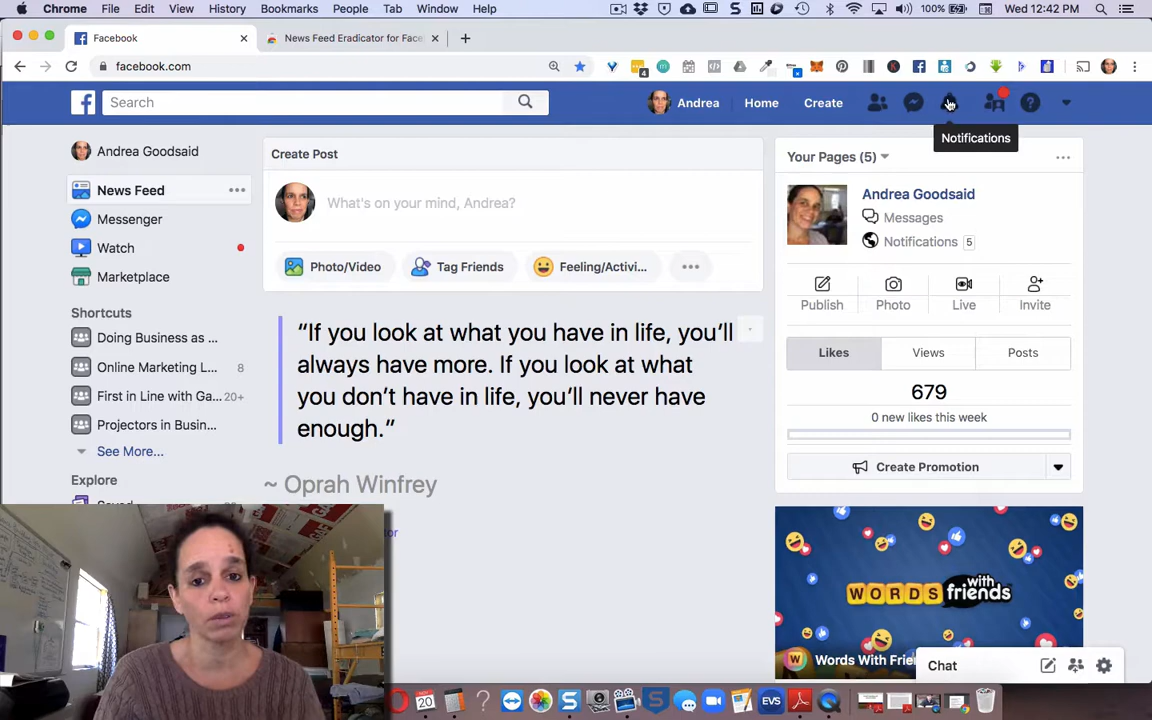 Chrome File Edit View History Bookmarks People Tab Window Help 100% Wed 12:42 PM
Facebook News Feed Eradicator for Face
facebook.com
4
Search Andrea Home Create
Notifications
Andrea Goodsaid
News Feed
Messenger
Watch
Marketplace
Shortcuts
Doing Business as ...
Online Marketing L... 8
First in Line with Ga... 20+
Projectors in Busin...
See More...
Explore
Create Post
What's on your mind, Andrea?
Photo/Video Tag Friends Feeling/Activi...
“If you look at what you have in life, you’ll
always have more. If you look at what
you don’t have in life, you’ll never have
enough.”
~ Oprah Winfrey
Your Pages (5)
Andrea Goodsaid
Messages
Notifications 5
Publish Photo Live Invite
Likes Views Posts
679
0 new likes this week
Create Promotion
WORDS with friends
Words With Frie
Chat
20
EVS